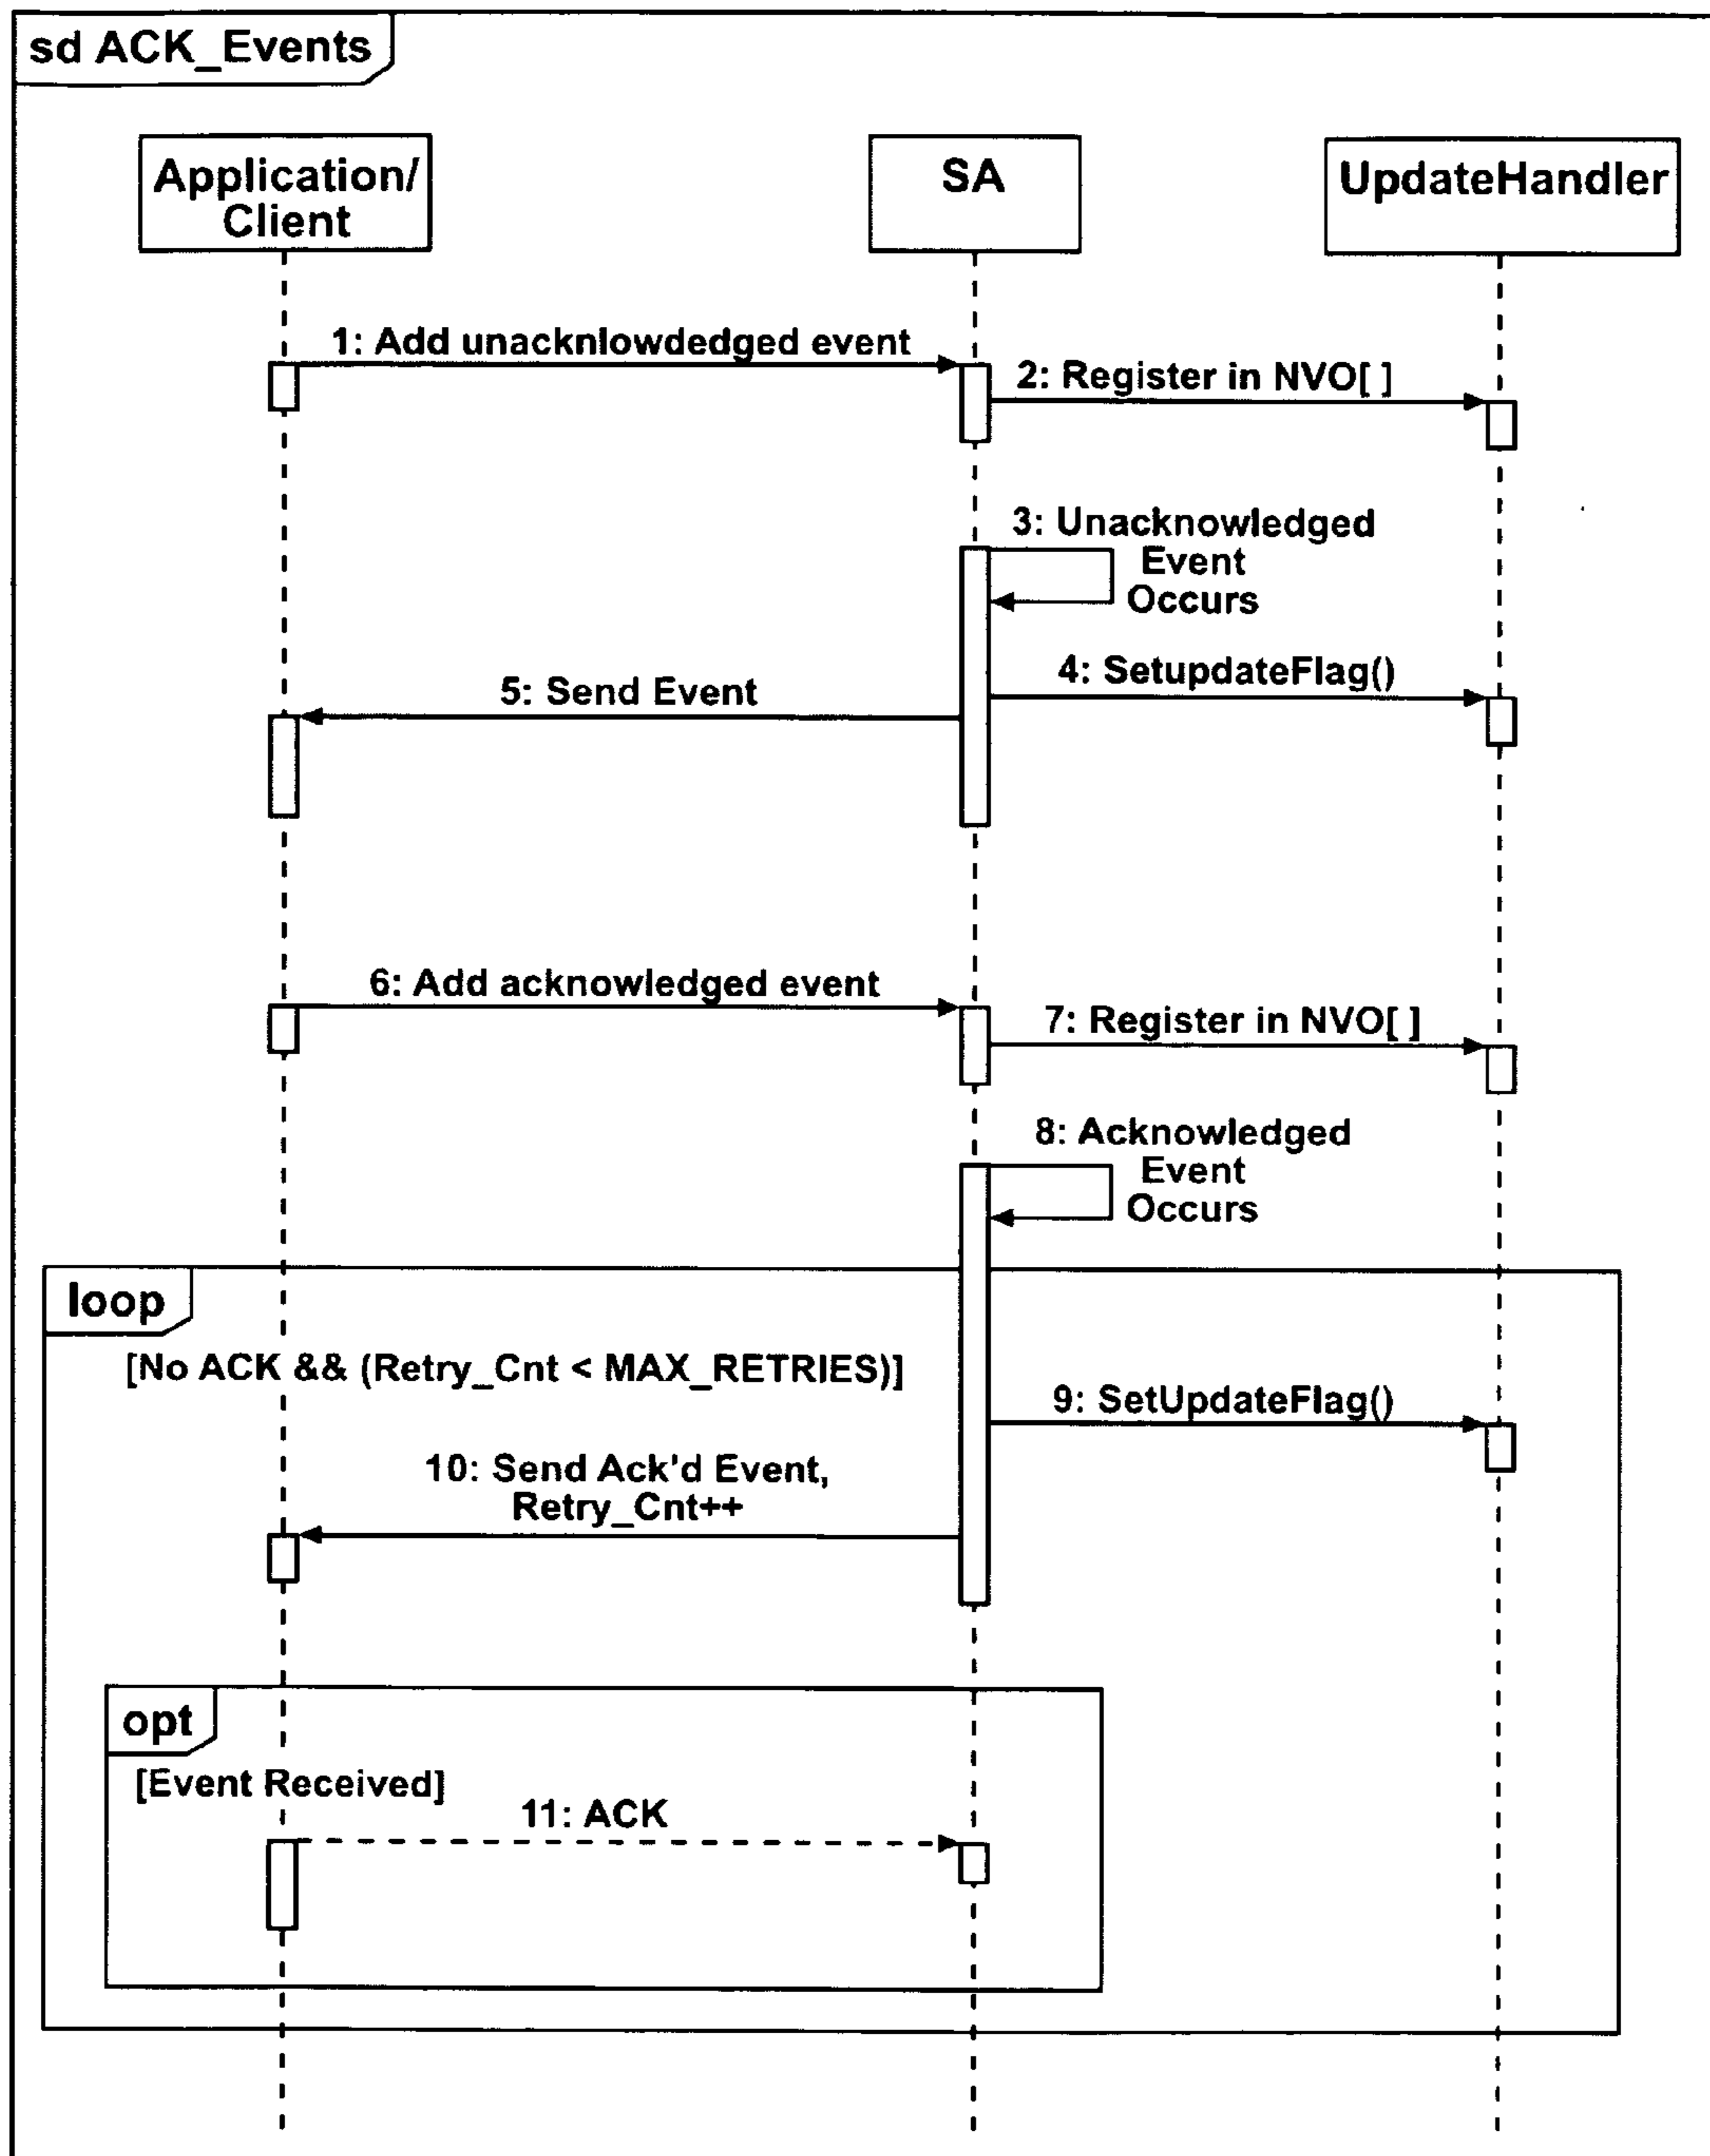 sd ACK_Events
Application/
Client
SA
UpdateHandler
1: Add unacknlowdedged event
2: Register in NVO[ ]
3: Unacknowledged
Event
Occurs
4: SetupdateFlag()
5: Send Event
6: Add acknowledged event
7: Register in NVO[ ]
8: Acknowledged
Event
Occurs
loop
[No ACK && (Retry_Cnt < MAX_RETRIES)]
9: SetUpdateFlag()
10: Send Ack'd Event,
Retry_Cnt++
opt
[Event Received]
11: ACK